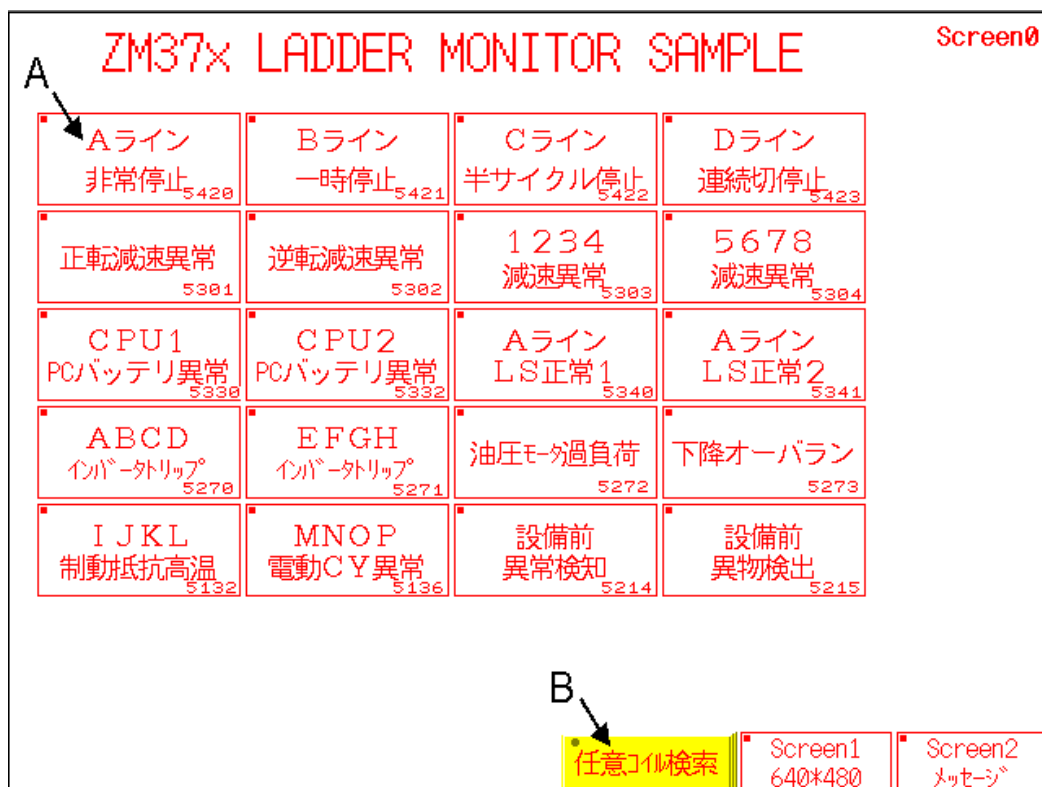 ZM37x LADDER MONITOR SAMPLE
Screen0
A
Aライン
非常停止
5420
Bライン
一時停止
5421
Cライン
半サイクル停止
5422
Dライン
連続切停止
5423
正転減速異常
5301
逆転減速異常
5302
1234
減速異常
5303
5678
減速異常
5304
CPU1
PCバッテリ異常
5330
CPU2
PCバッテリ異常
5332
Aライン
LS正常1
5340
Aライン
LS正常2
5341
ABCD
インバータトリップ
5270
EFGH
インバータトリップ
5271
油圧モータ過負荷
5272
下降オーバラン
5273
IJKL
制動抵抗高温
5132
MNOP
電動CY異常
5136
設備前
異常検知
5214
設備前
異物検出
5215
B
任意コイル検索
Screen1
640*480
Screen2
メッセージ